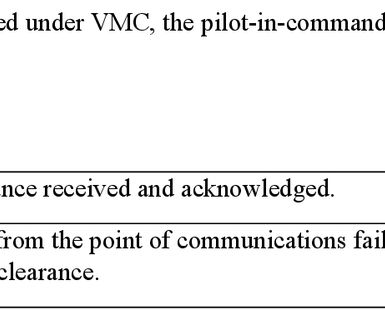 ed under VMC, the pilot-in-command
nce received and acknowledged.
from the point of communications fail
clearance.